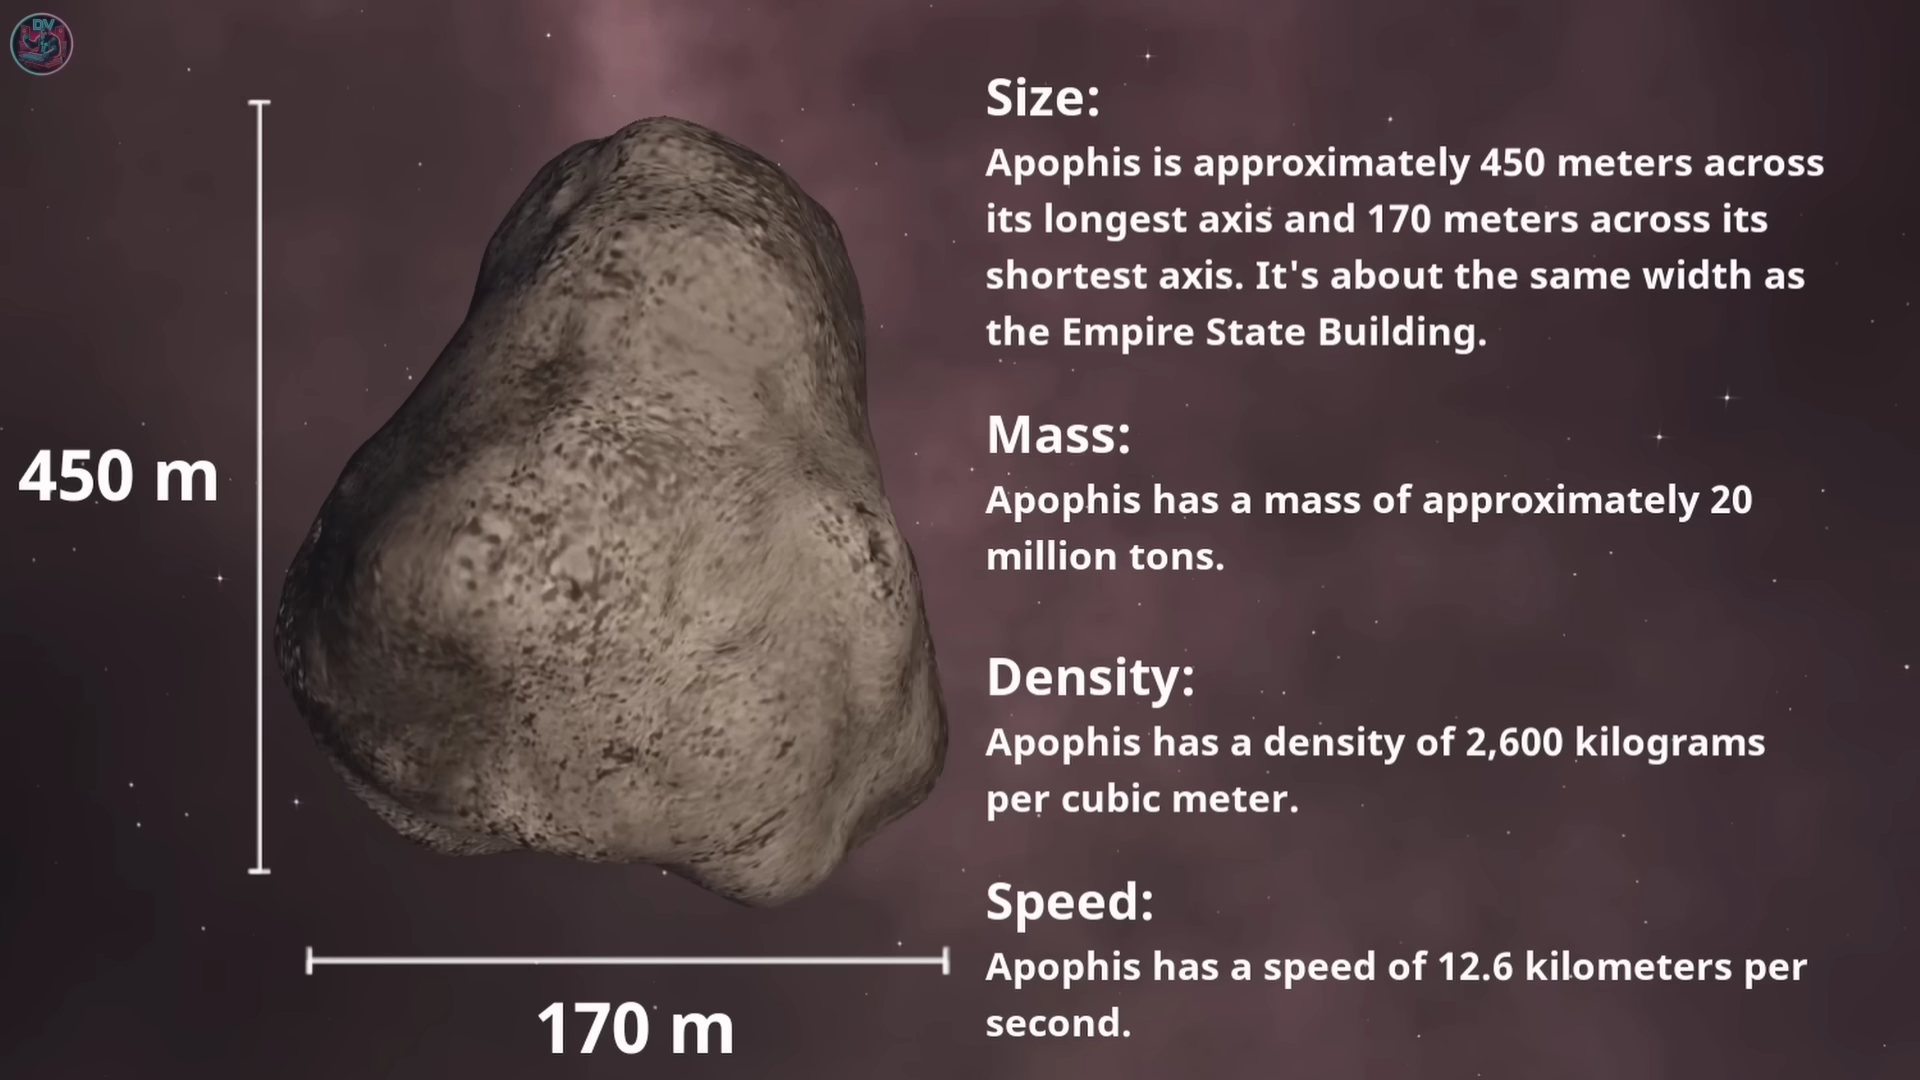 DV
Size:
Apophis is approximately 450 meters across
its longest axis and 170 meters across its
shortest axis. It's about the same width as
the Empire State Building.
450 m
Mass:
Apophis has a mass of approximately 20
million tons.
Density:
Apophis has a density of 2,600 kilograms
per cubic meter.
Speed:
Apophis has a speed of 12.6 kilometers per
second.
170 m